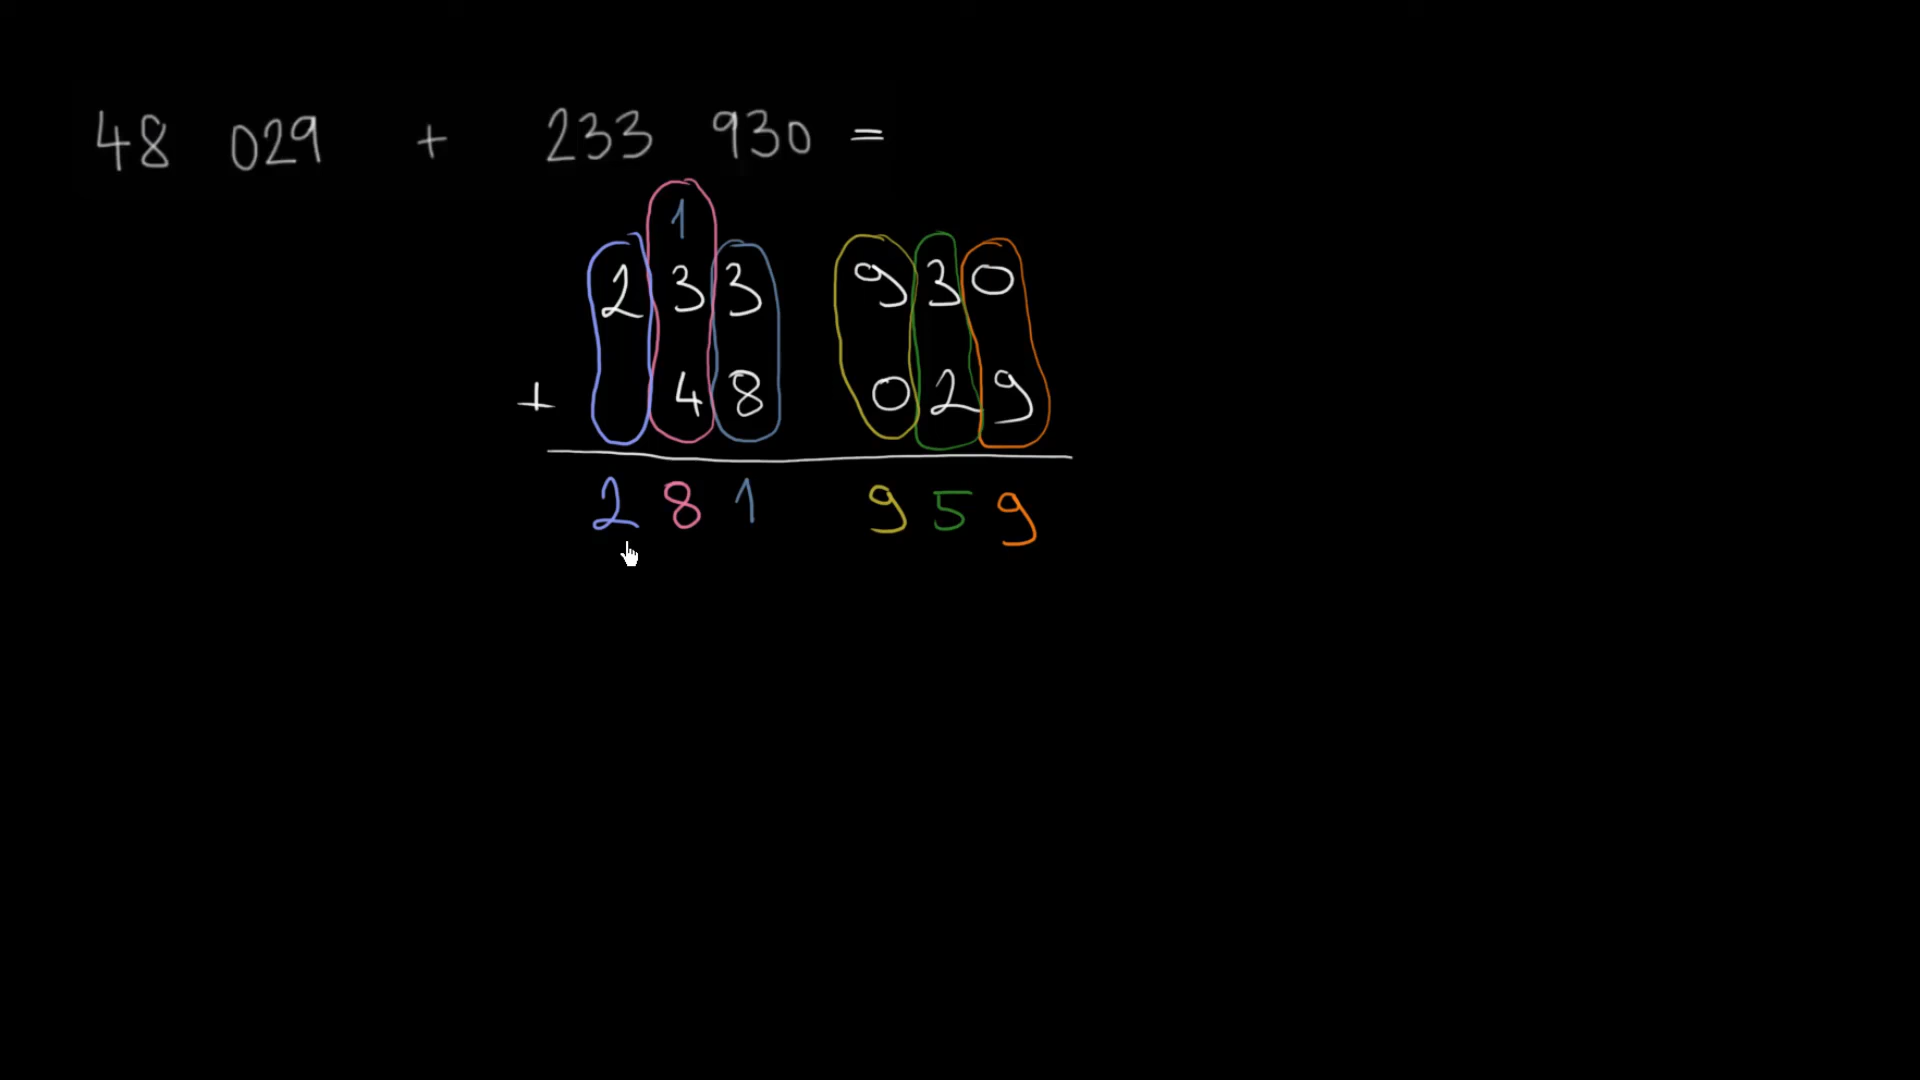 48 029 + 233 930 =
1
233 930
+ 48 029
281 959